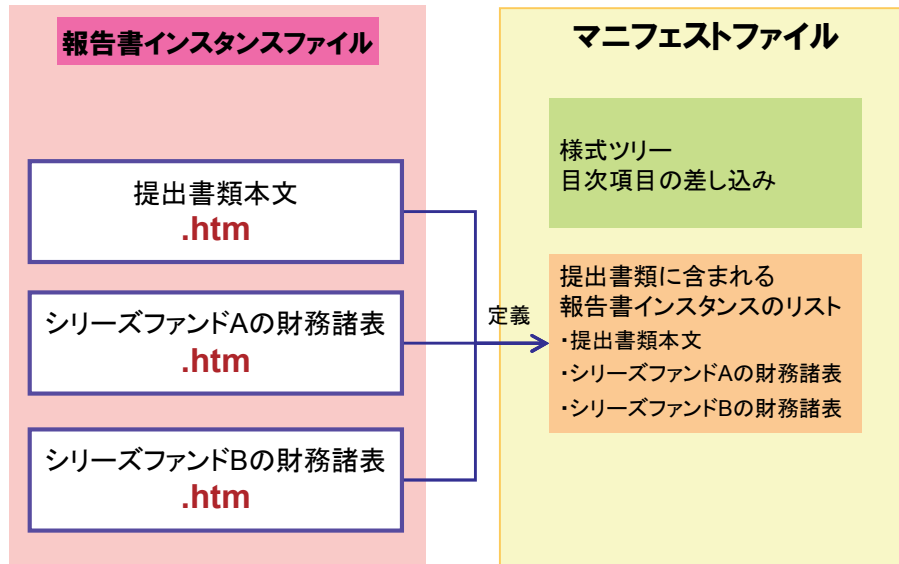 報告書インスタンスファイル
提出書類本文
.htm
シリーズファンドAの財務諸表
.htm
シリーズファンドBの財務諸表
.htm
定義
マニフェストファイル
様式ツリー
目次項目の差し込み
提出書類に含まれる
報告書インスタンスのリスト
・提出書類本文
・シリーズファンドAの財務諸表
・シリーズファンドBの財務諸表